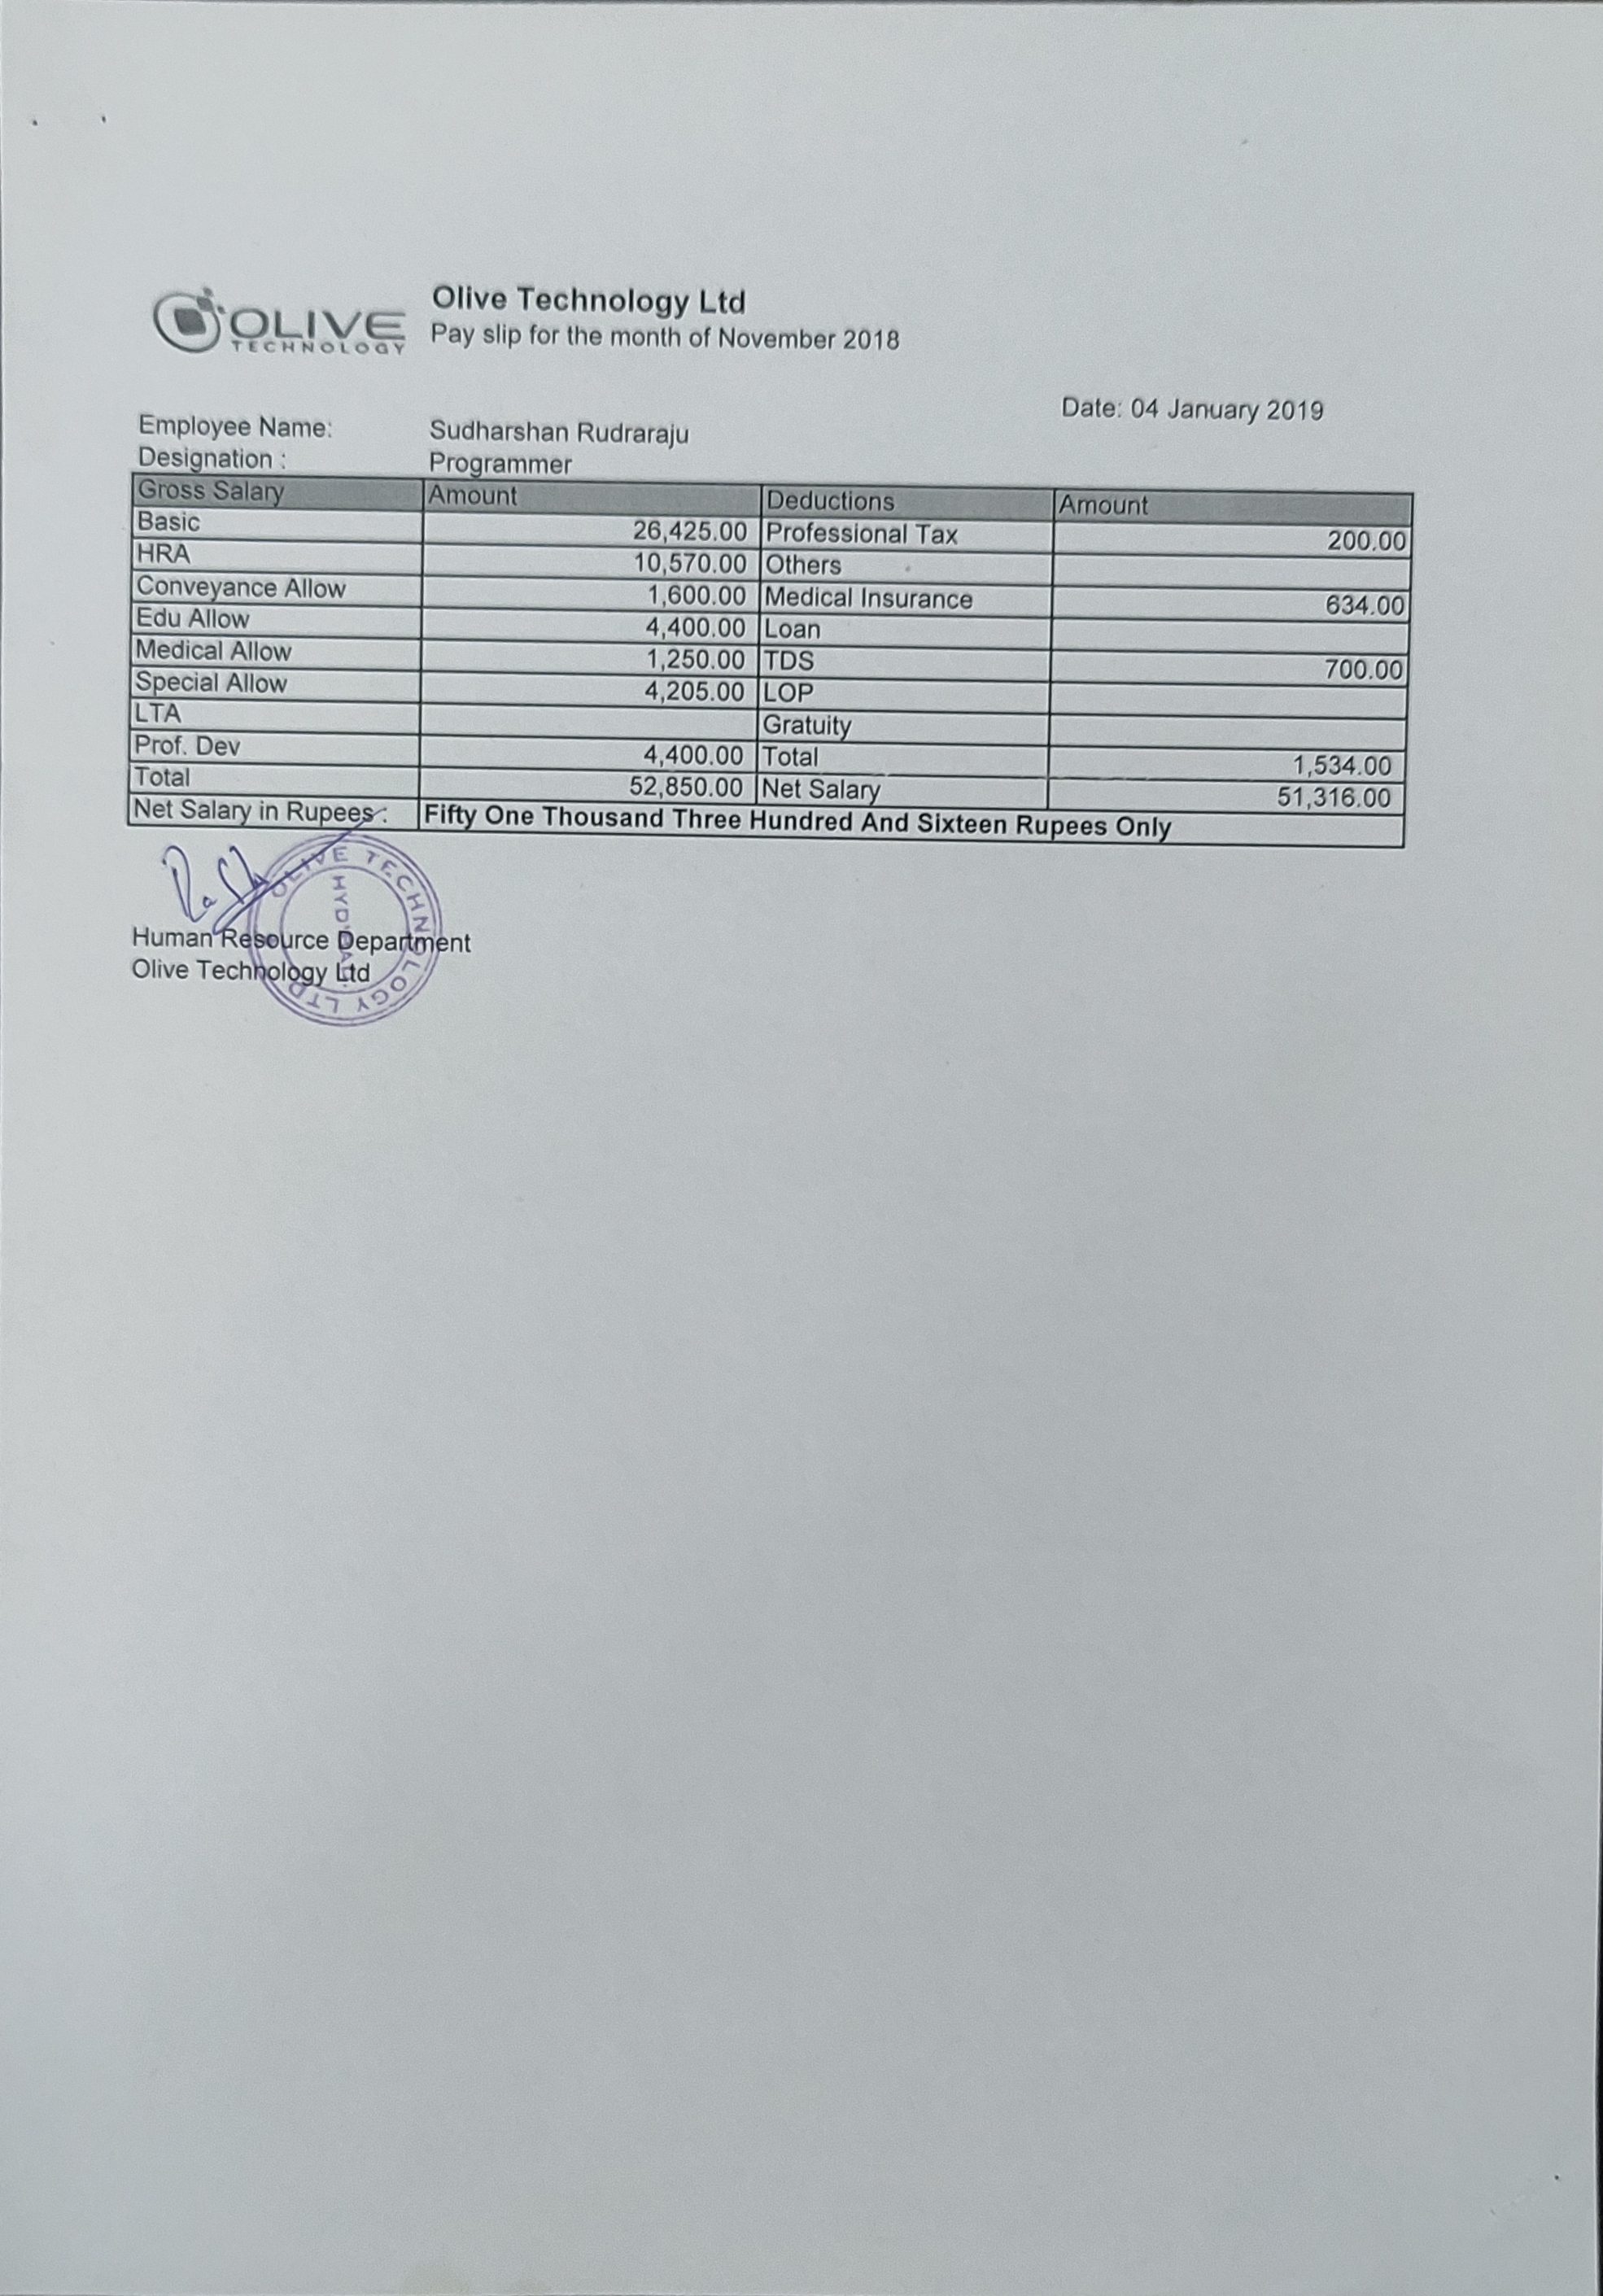 OLIVE
TECHNOLOGY
Olive Technology Ltd
Pay slip for the month of November 2018
Date: 04 January 2019
Employee Name: Sudharshan Rudraraju
Designation : Programmer
Gross Salary Amount Deductions Amount
Basic 26,425.00 Professional Tax 200.00
HRA 10,570.00 Others
Conveyance Allow 1,600.00 Medical Insurance 634.00
Edu Allow 4,400.00 Loan
Medical Allow 1,250.00 TDS 700.00
Special Allow 4,205.00 LOP
LTA Gratuity
Prof. Dev 4,400.00 Total 1,534.00
Total 52,850.00 Net Salary 51,316.00
Net Salary in Rupees : Fifty One Thousand Three Hundred And Sixteen Rupees Only
OLIVE TECHNOLOGY LTD
Human Resource Department
Olive Technology Ltd